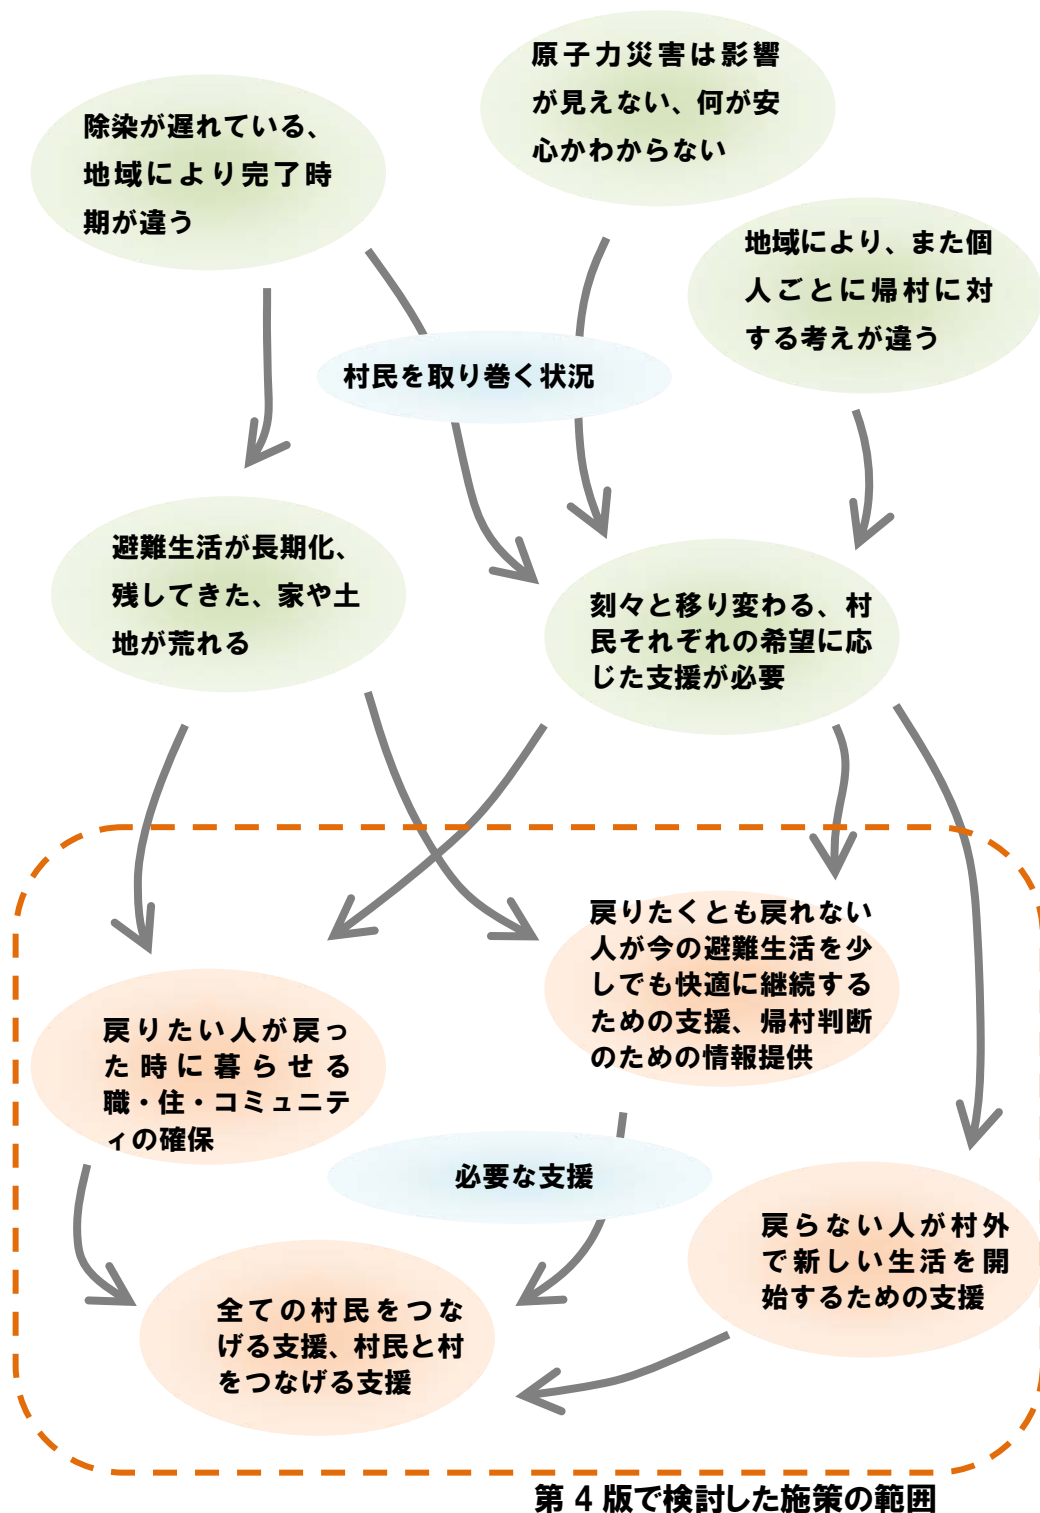 原子力災害は影響
が見えない、何が安
心かわからない
除染が遅れている、
地域により完了時
期が違う
地域により、また個
人ごとに帰村に対
する考えが違う
村民を取り巻く状況
避難生活が長期化、
残してきた、家や土
地が荒れる
刻々と移り変わる、村
民それぞれの希望に応
じた支援が必要
戻りたくとも戻れない
人が今の避難生活を少
しでも快適に継続する
ための支援、帰村判断
のための情報提供
戻りたい人が戻っ
た時に暮らせる
職・住・コミュニテ
ィの確保
必要な支援
戻らない人が村外
で新しい生活を開
始するための支援
全ての村民をつな
げる支援、村民と村
をつなげる支援
第 4 版で検討した施策の範囲